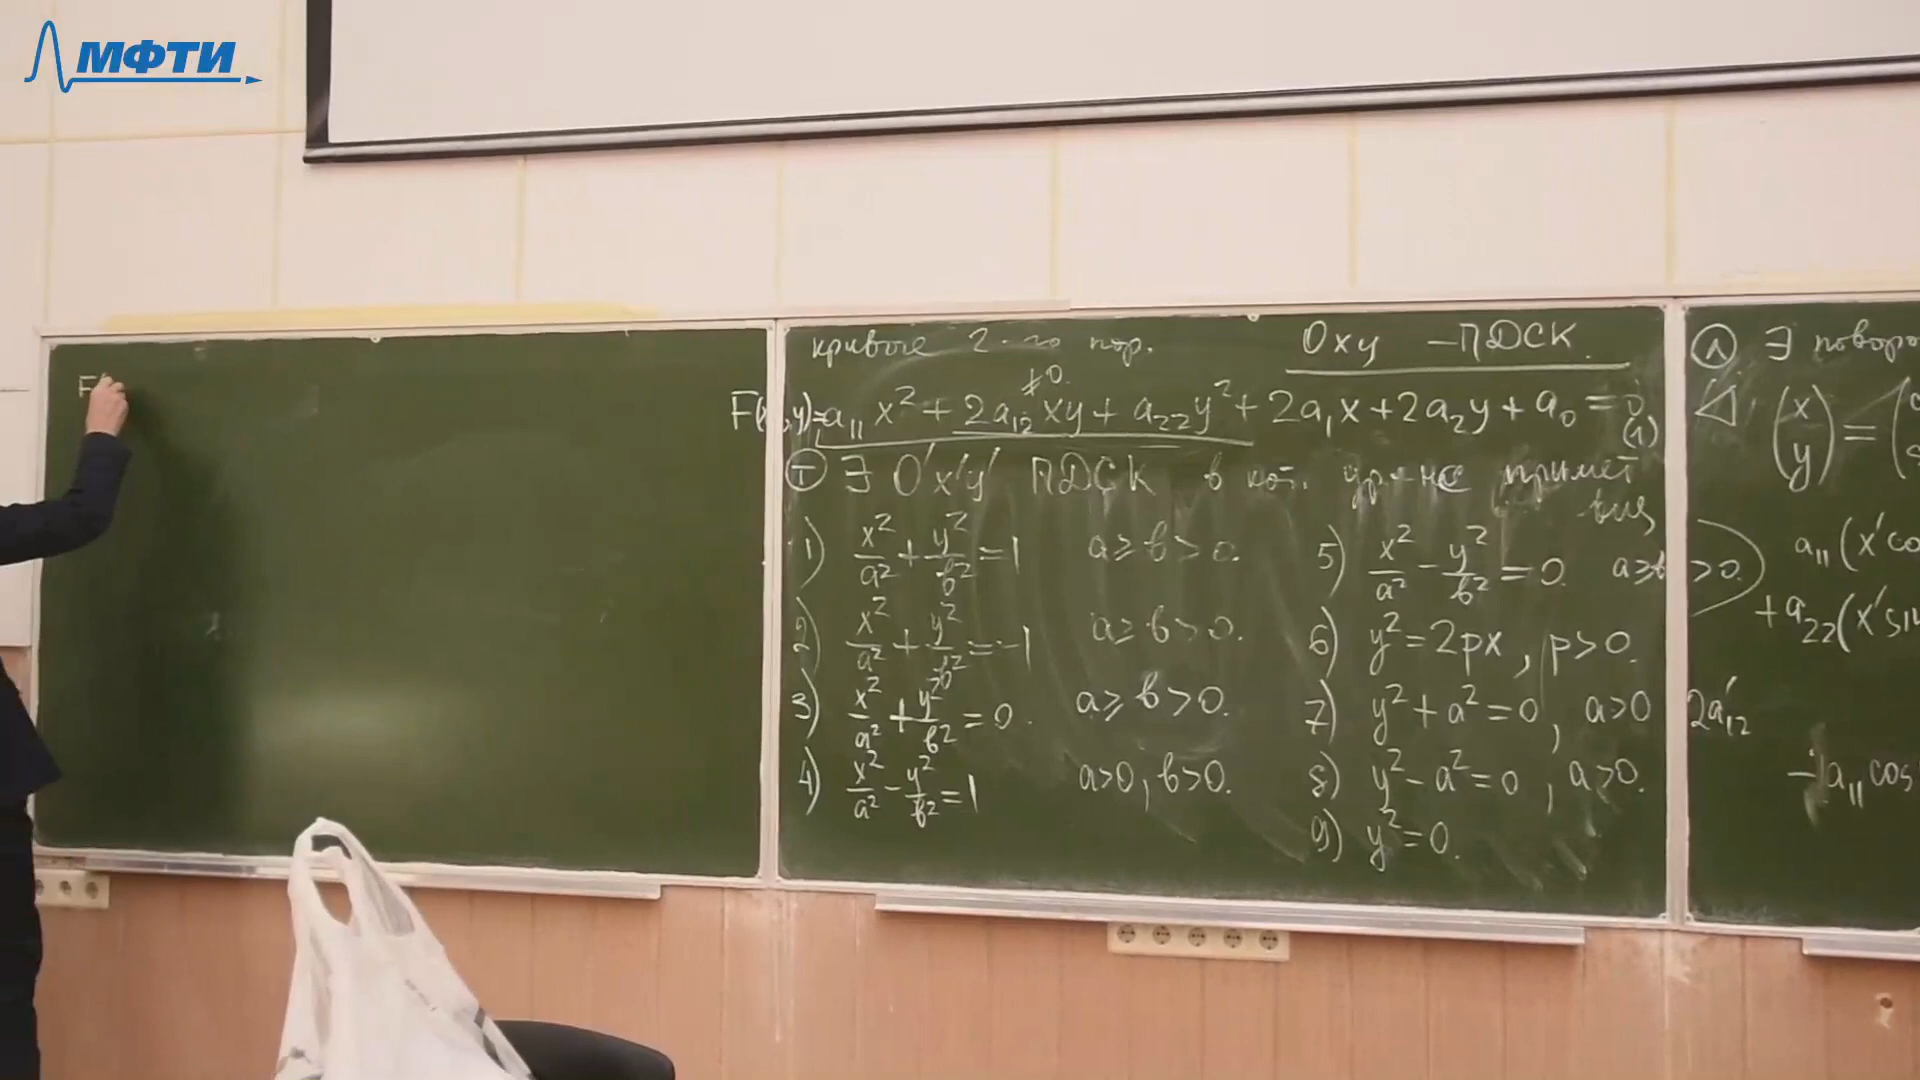 МФТИ
F
кривые 2-го пор. Oxy – ПДСК
≠0.
F(x,y)=a₁₁x²+2a₁₂xy+a₂₂y²+2a₁x+2a₂y+a₀=0
(1)
Ⓣ ∃ O'x'y' ПДСК в кот. ур-ние примет
вид
1) x²/a²+y²/b²=1 a≥b>0.
2) x²/a²+y²/b²=-1 a≥b>0.
3) x²/a²+y²/b²=0. a≥b>0.
4) x²/a²-y²/b²=1 a>0, b>0.
5) x²/a²-y²/b²=0. a≥b>0.
6) y²=2px, p>0.
7) y²+a²=0, a>0
8) y²-a²=0, a>0.
9) y²=0.
Ⓛ ∃ поворо
(x y)=(
a₁₁(x'co
+a₂₂(x'sin
2a'₁₂
-a₁₁cos